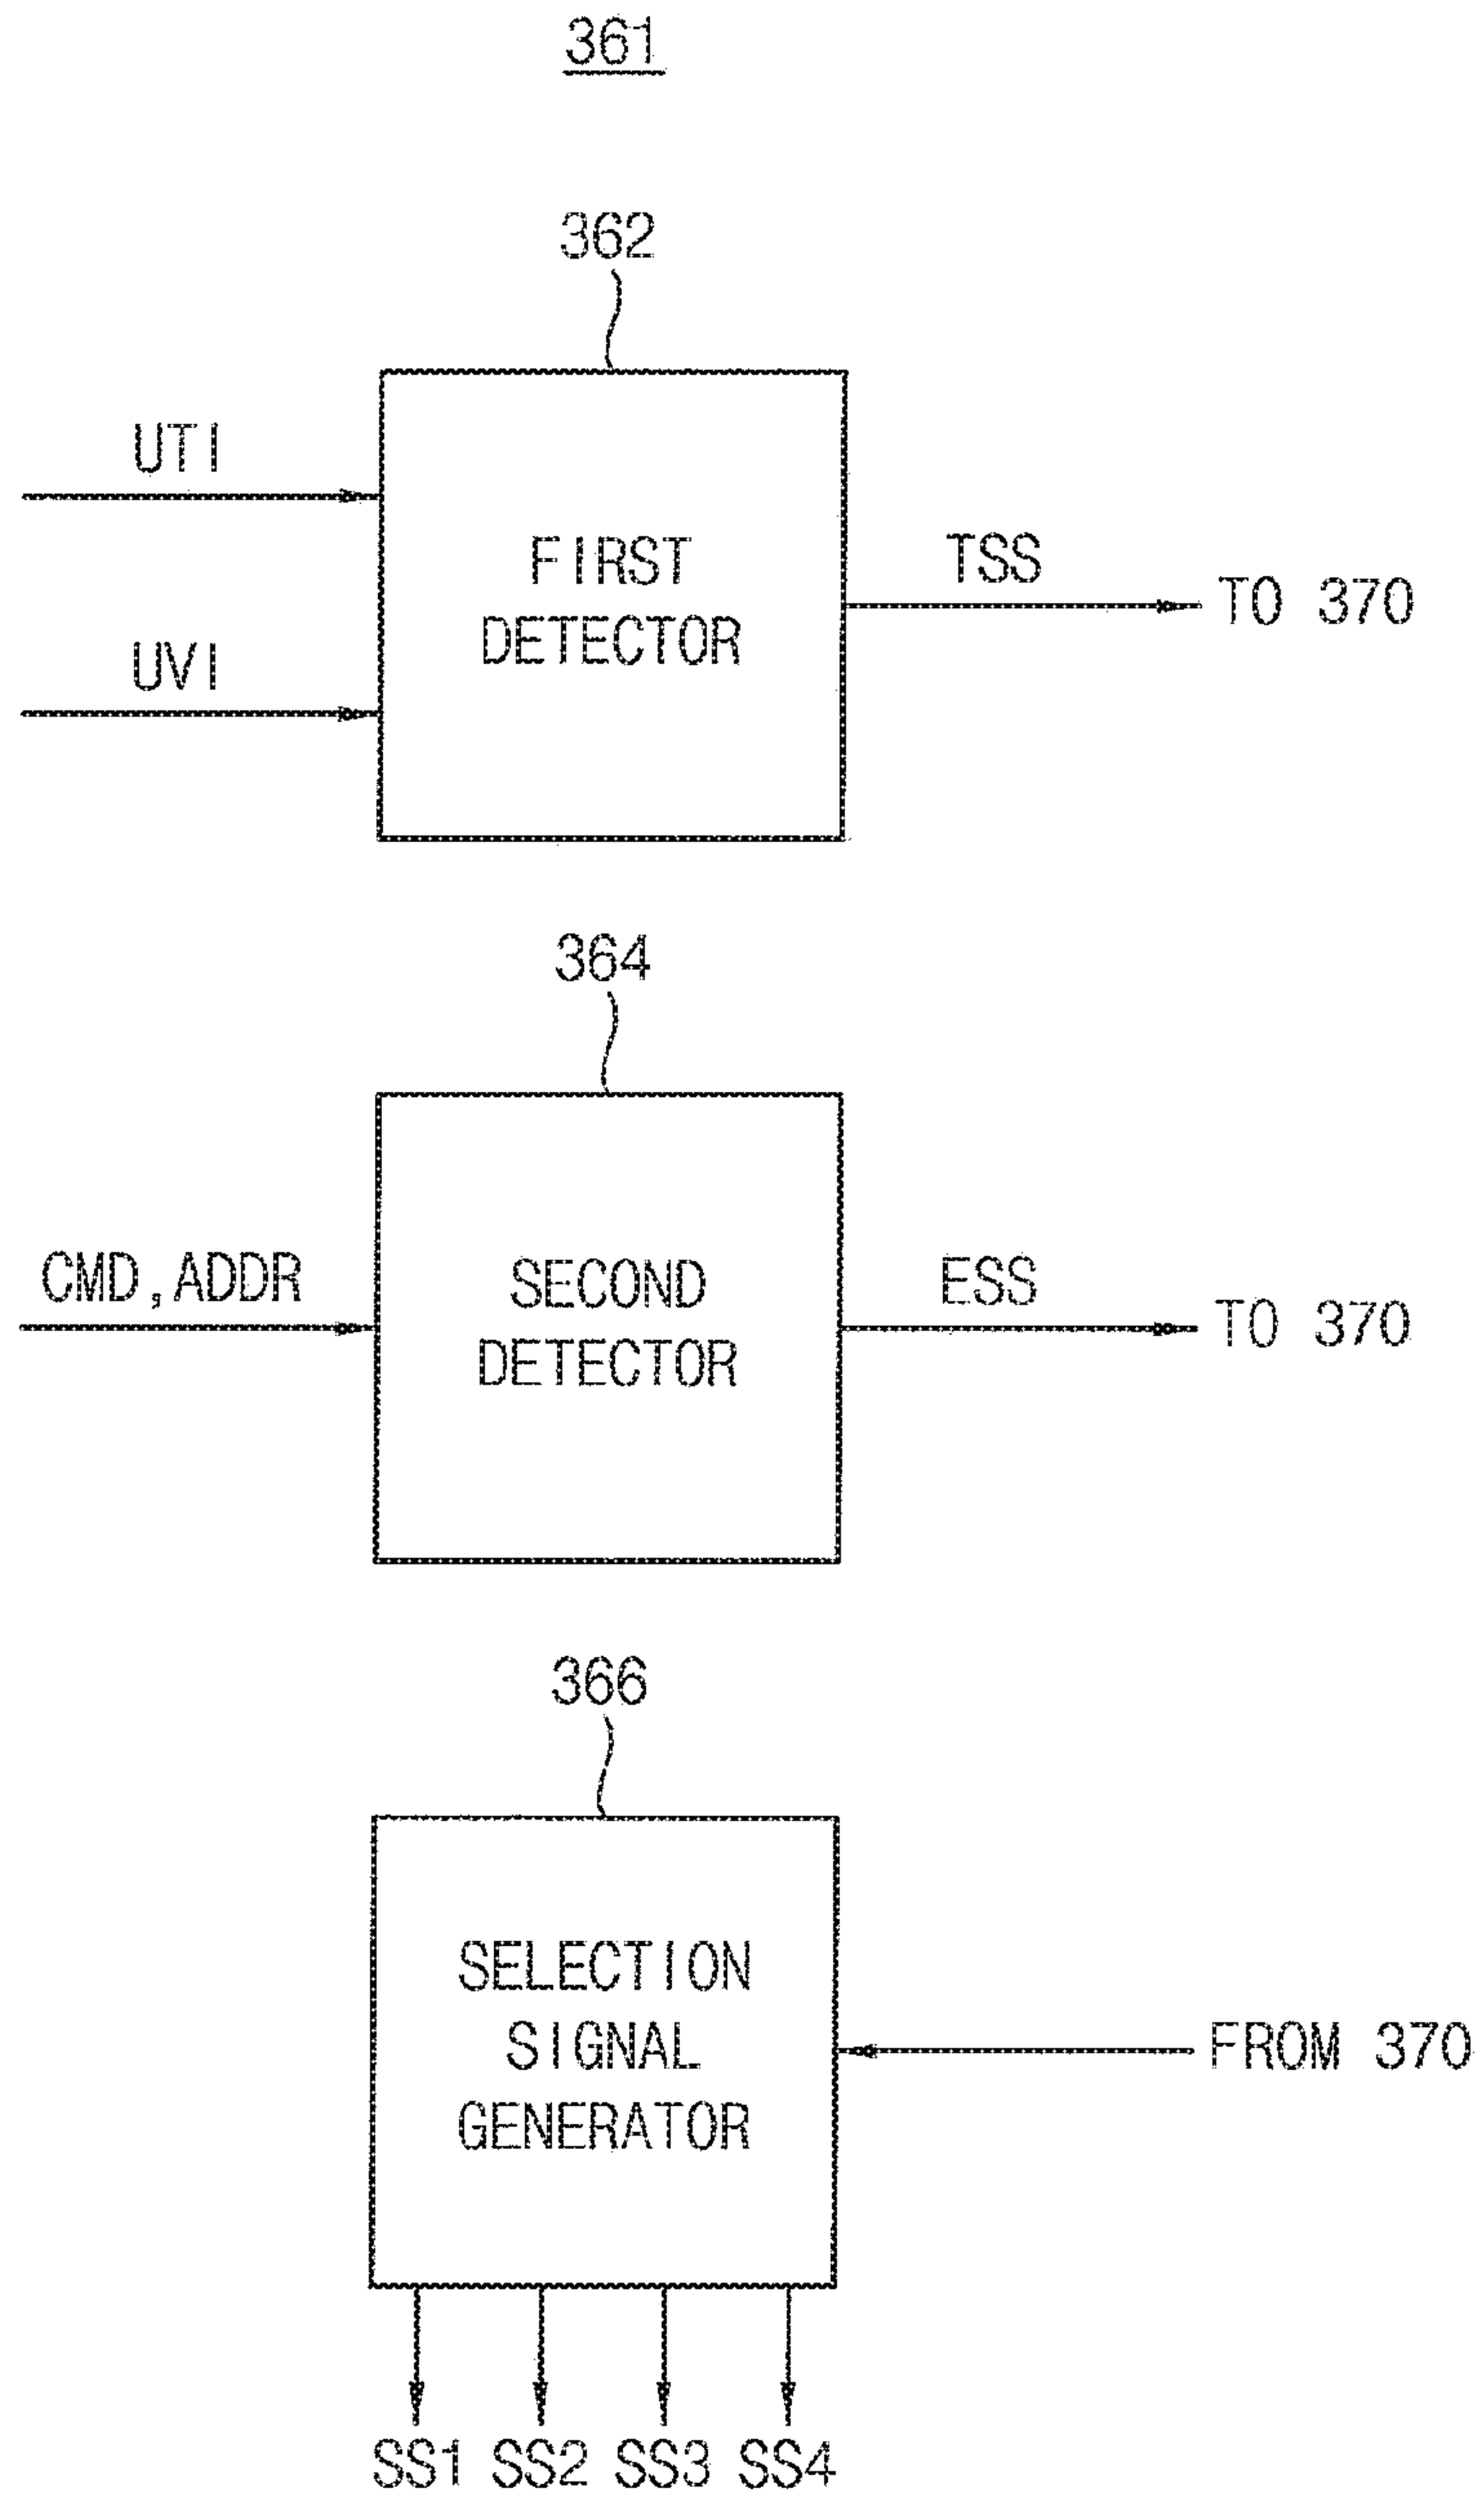 361
362
UTI
FIRST
DETECTOR
TSS
TO 370
UVI
364
CMD,ADDR
SECOND
DETECTOR
ESS
TO 370
366
SELECTION
SIGNAL
GENERATOR
FROM 370
SS1 SS2 SS3 SS4